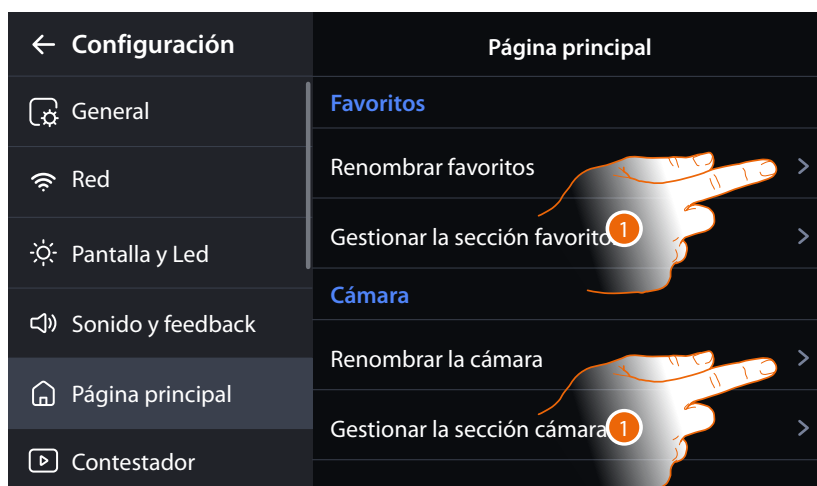 Configuración
General
Red
Pantalla y Led
Sonido y feedback
Página principal
Contestador
Página principal
Favoritos
Renombrar favoritos
Gestionar la sección favorito
1
Cámara
Renombrar la cámara
Gestionar la sección cámara
1